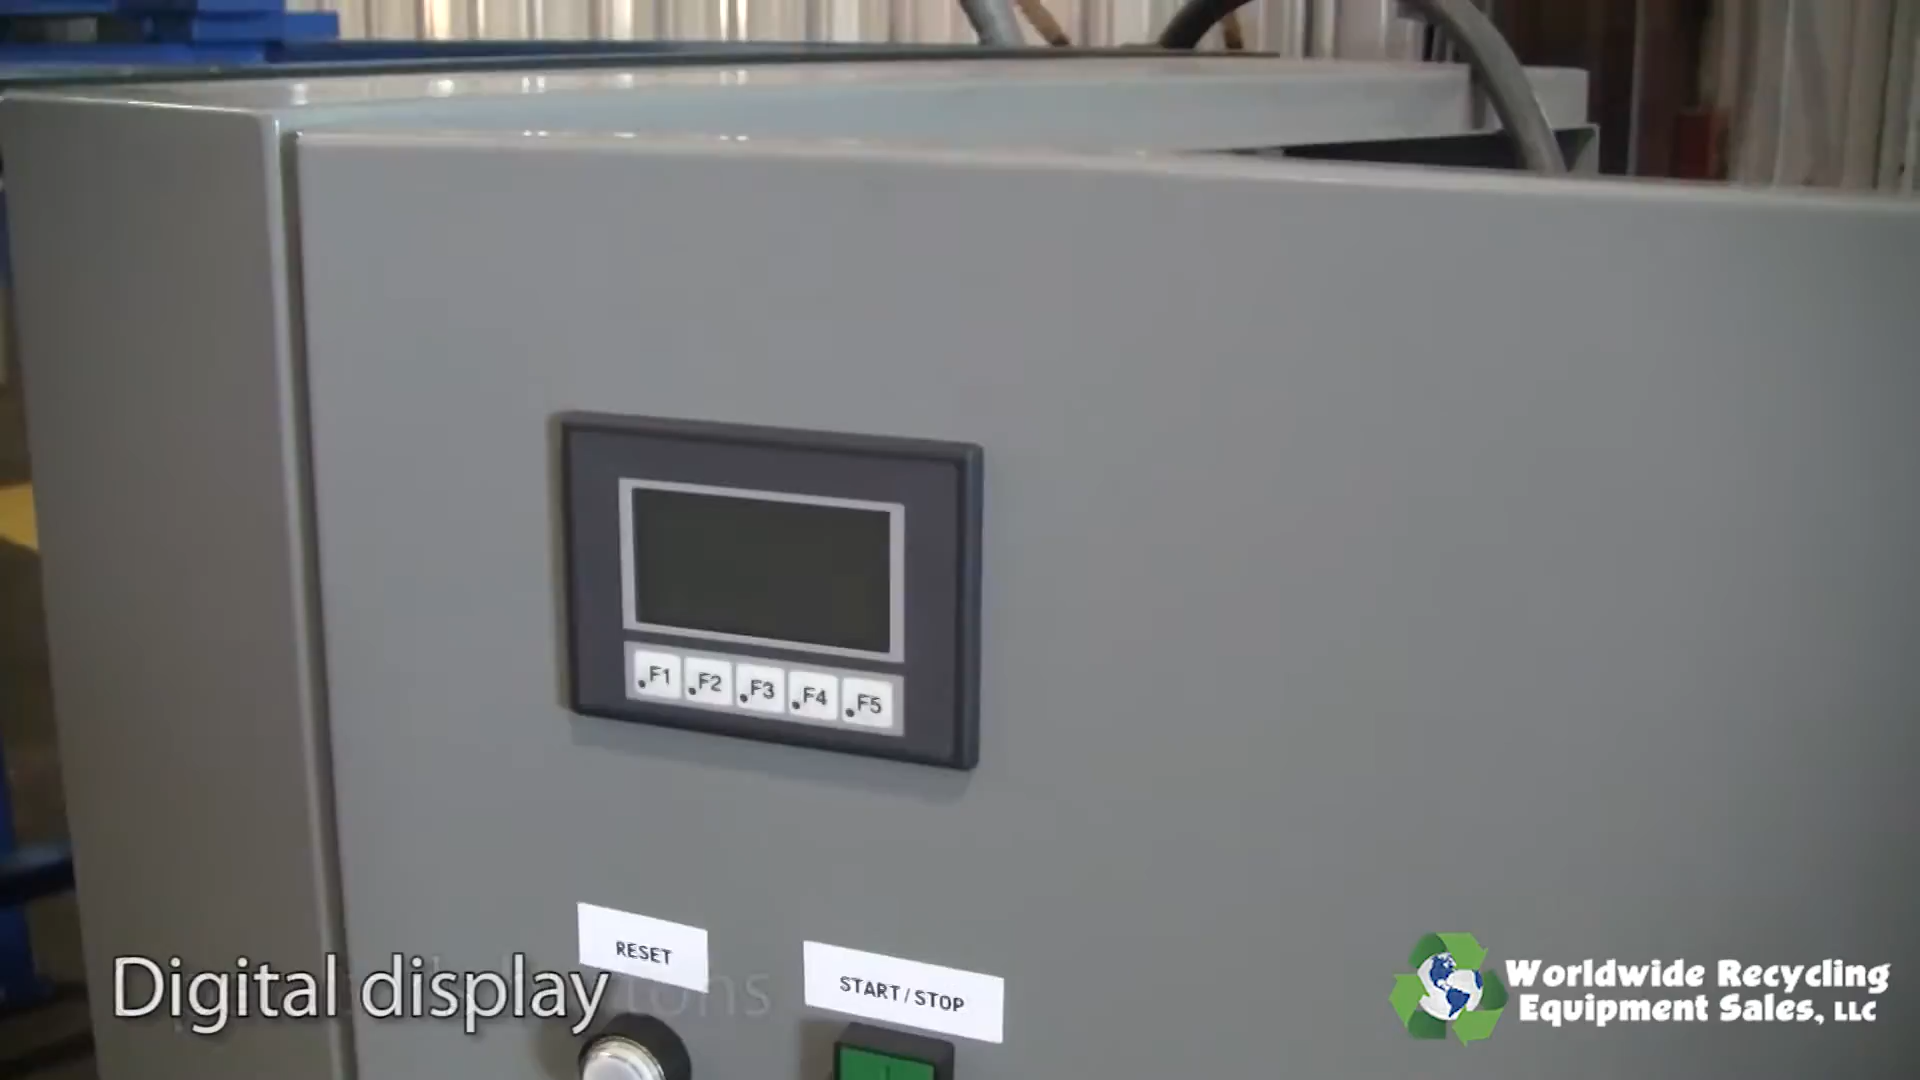 .F1 .F2 .F3 .F4 .F5
RESET
START/STOP
Digital display
Worldwide Recycling
Equipment Sales, LLC